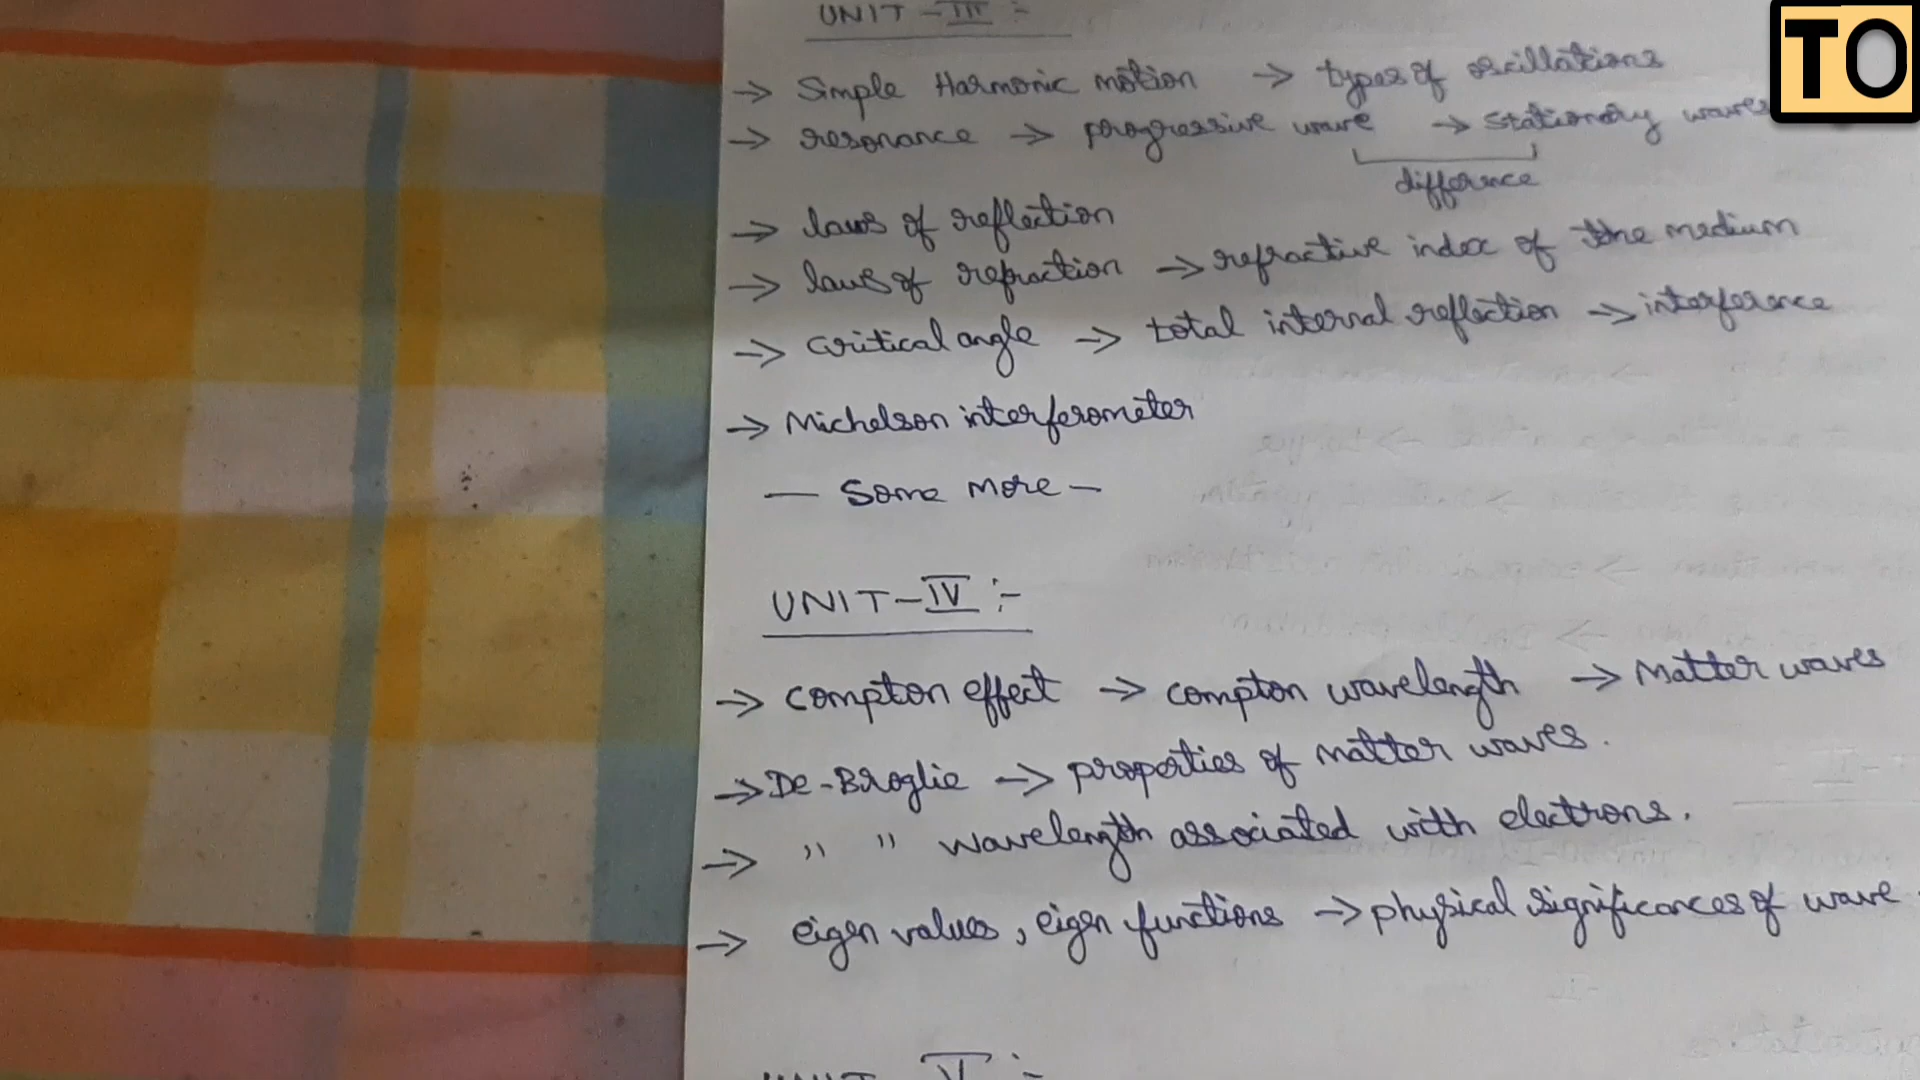 UNIT - III :-
TO
→ Simple Harmonic motion → types of oscillations
→ resonance → progressive wave → stationary waves
difference
→ laws of reflection
→ laws of refraction → refractive index of the medium
→ critical angle → total internal reflection → interference
→ Michelson interferometer
— Some More —
UNIT - IV :-
→ compton effect → compton wavelength → Matter waves
→ De-Broglie → properties of matter waves.
→ " " wavelength associated with electrons.
→ eigen values, eigen functions → physical significances of wave
UNIT - V :-